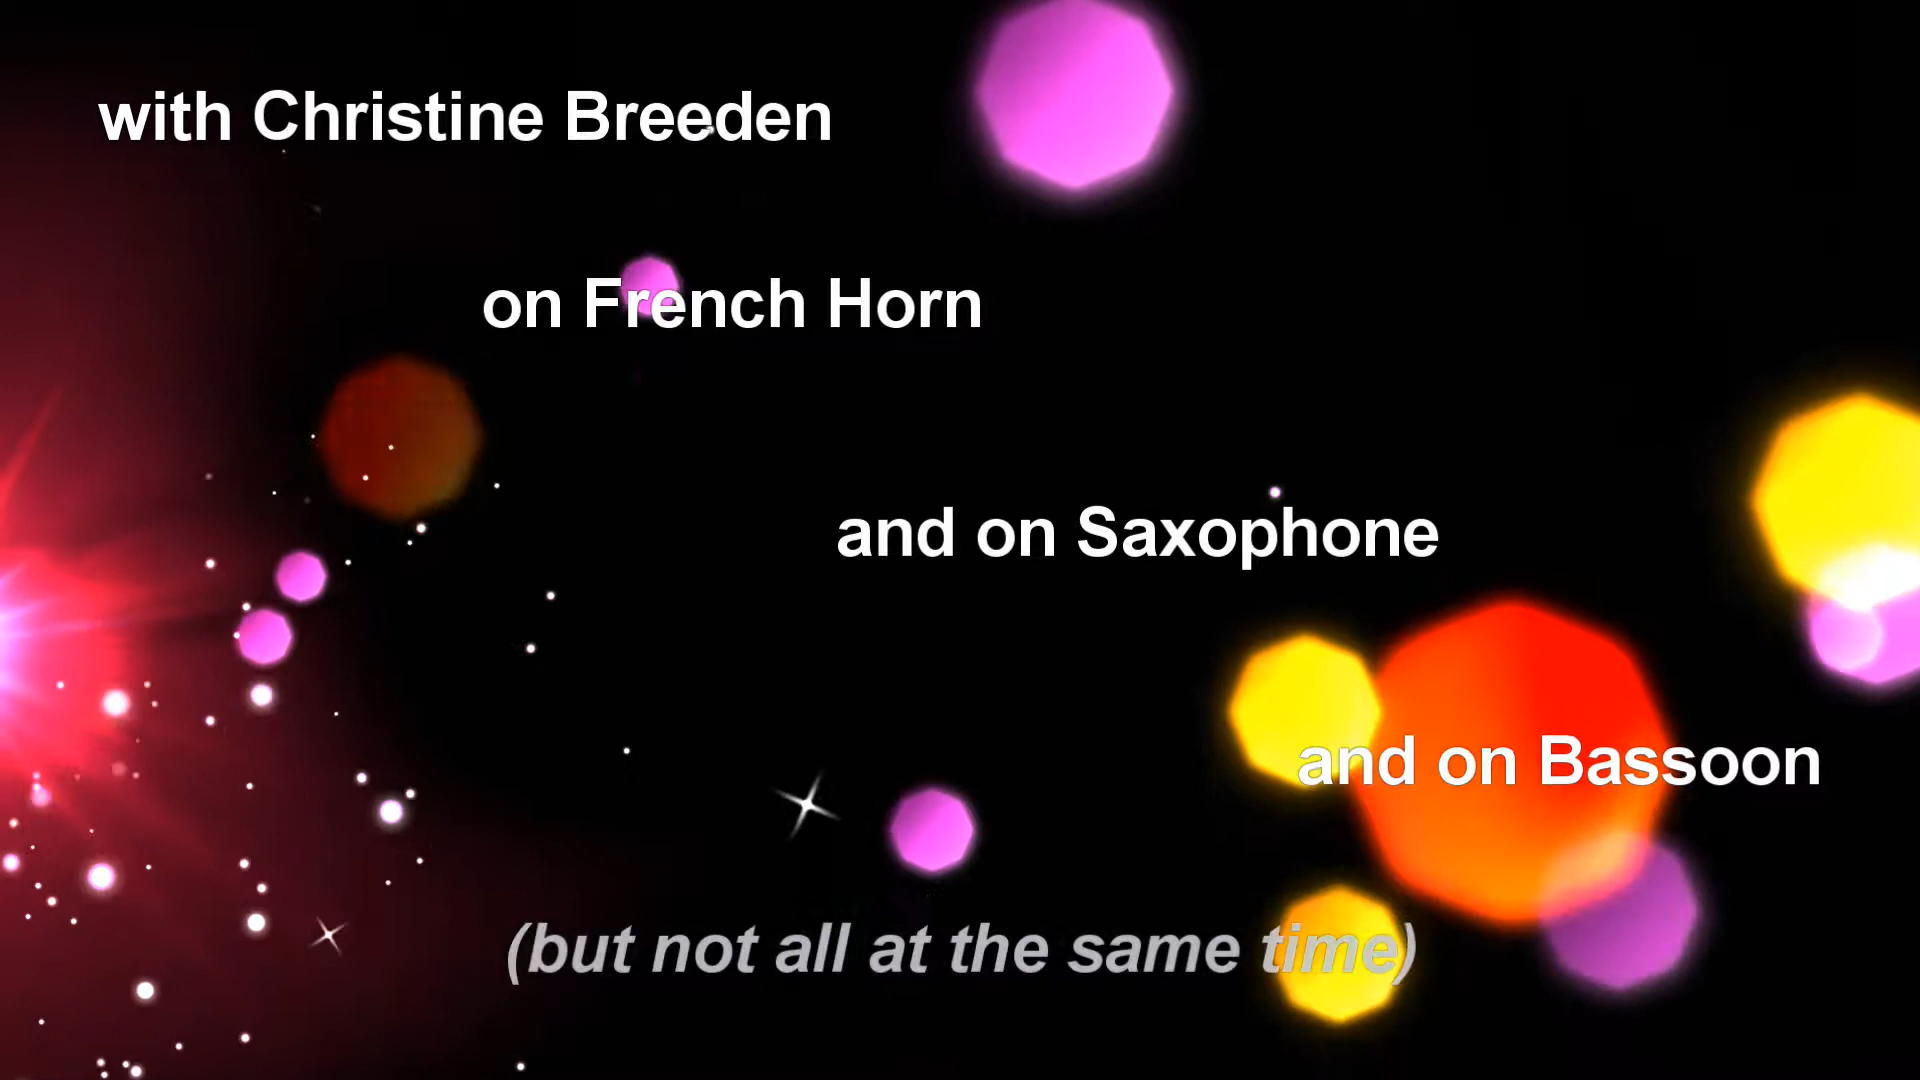 with Christine Breeden
on French Horn
and on Saxophone
and on Bassoon
(but not all at the same time)